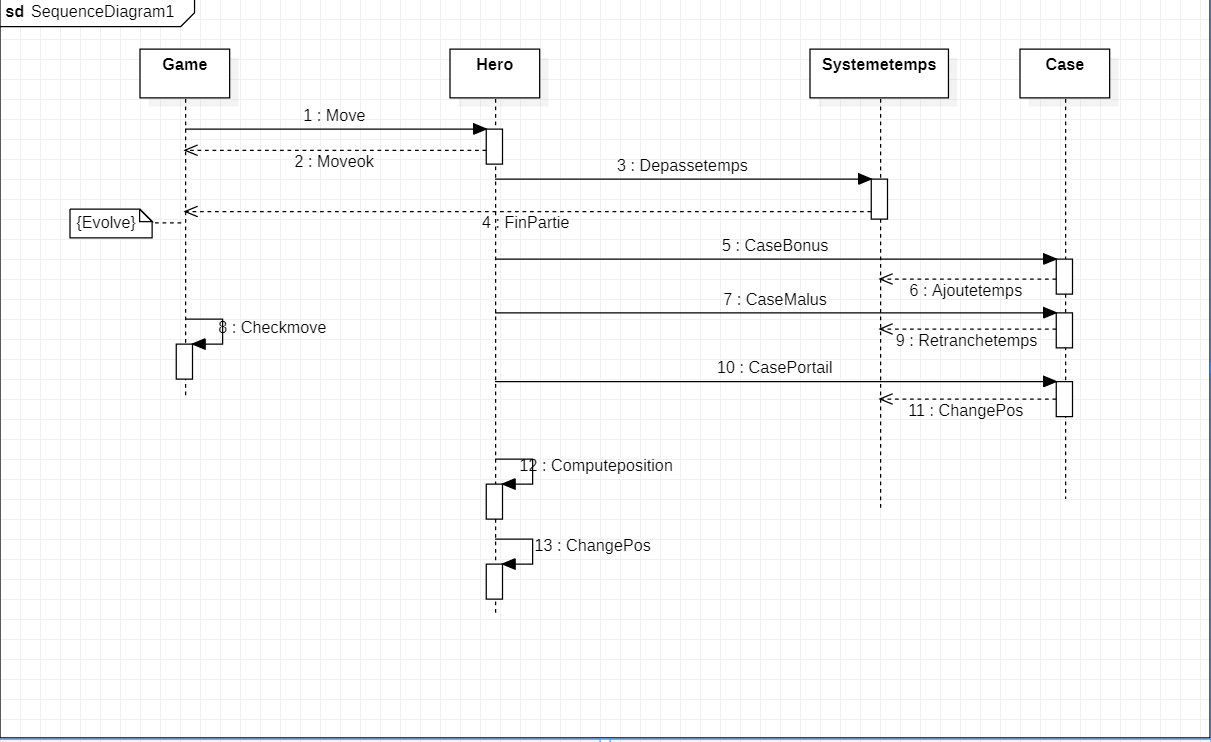 sd SequenceDiagram1
Game
Hero
Systemetemps
Case
1 : Move
2 : Moveok
3 : Depassetemps
{Evolve}
4 : FinPartie
5 : CaseBonus
6 : Ajoutetemps
7 : CaseMalus
8 : Checkmove
9 : Retranchetemps
10 : CasePortail
11 : ChangePos
12 : Computeposition
13 : ChangePos